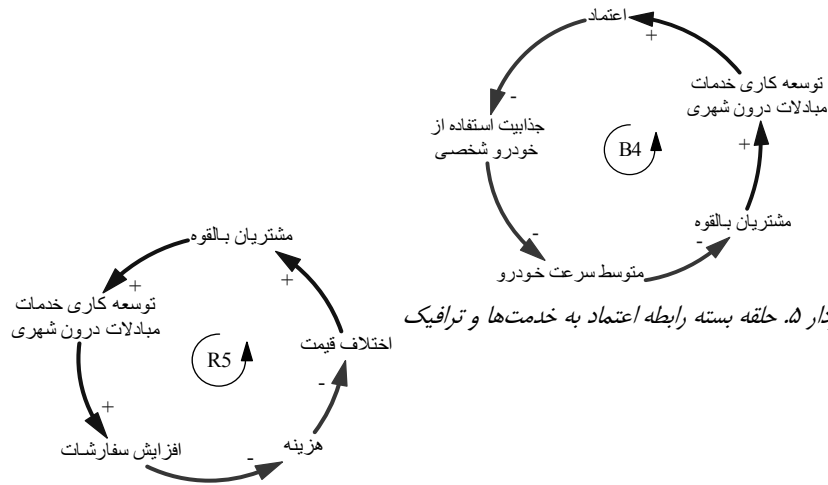 اعتماد
+
-
توسعه کاری خدمات
مبادلات درون شهری
جذابیت استفاده از
خودرو شخصی
B4
+
-
مشتریان بالقوه
-
متوسط سرعت خودرو
دار ۵. حلقه بسته رابطه اعتماد به خدمت‌ها و ترافیک
مشتریان بالقوه
+
+
توسعه کاری خدمات
مبادلات درون شهری
R5
اختلاف قیمت
-
+
افزایش سفارشات
-
هزینه